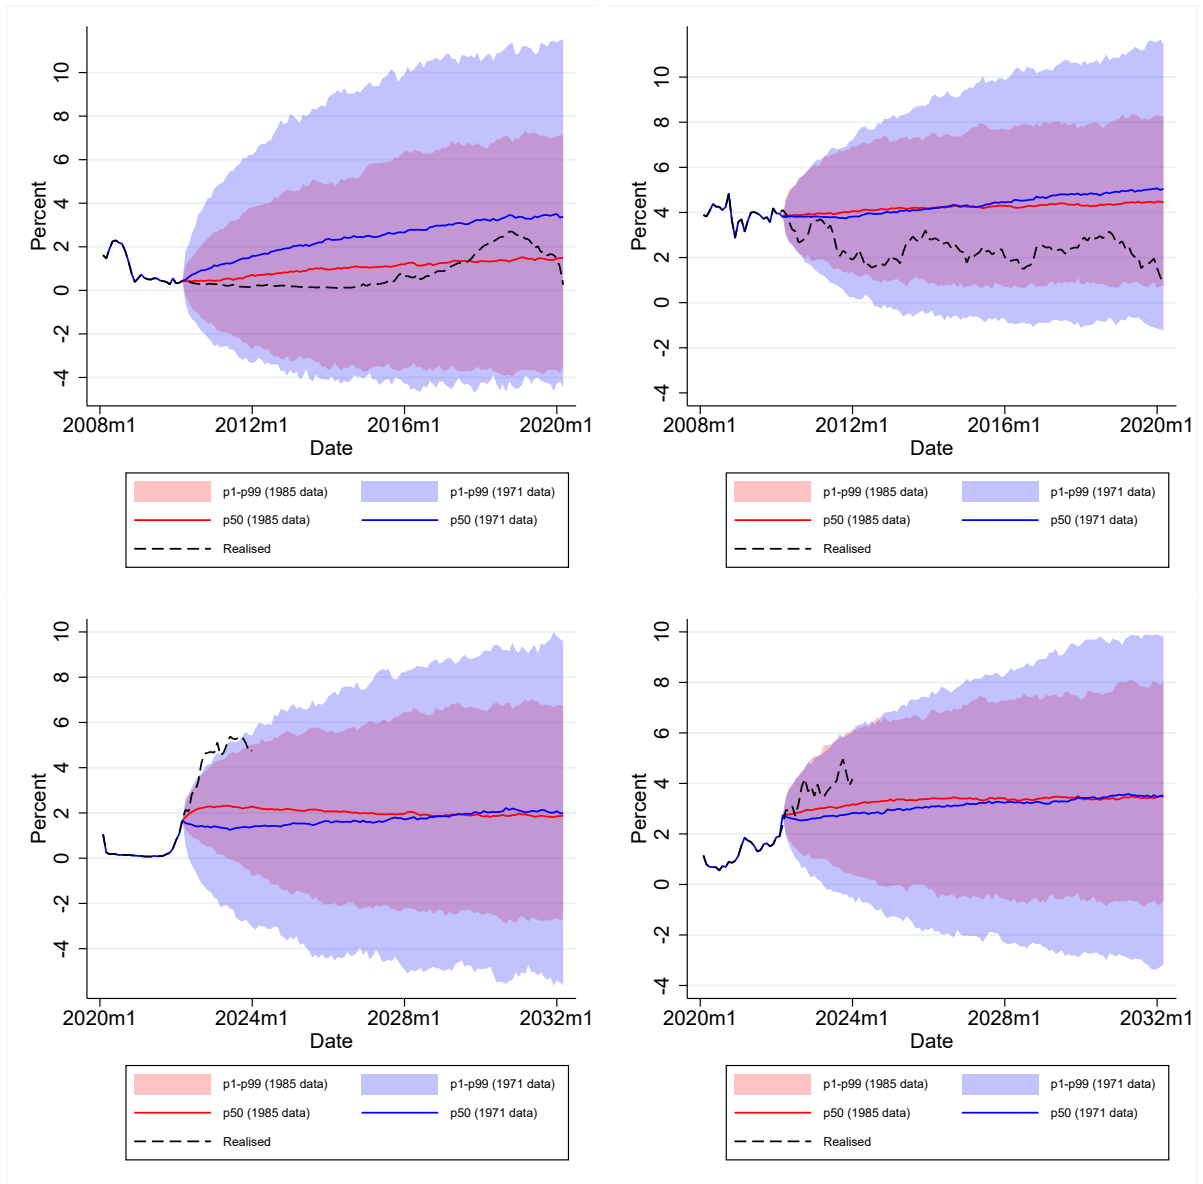 Percent
10
8
6
4
2
0
-2
-4
2008m1 2012m1 2016m1 2020m1
Date
p1-p99 (1985 data) p1-p99 (1971 data)
p50 (1985 data) p50 (1971 data)
Realised
Percent
10
8
6
4
2
0
-2
-4
2008m1 2012m1 2016m1 2020m1
Date
p1-p99 (1985 data) p1-p99 (1971 data)
p50 (1985 data) p50 (1971 data)
Realised
Percent
10
8
6
4
2
0
-2
-4
2020m1 2024m1 2028m1 2032m1
Date
p1-p99 (1985 data) p1-p99 (1971 data)
p50 (1985 data) p50 (1971 data)
Realised
Percent
10
8
6
4
2
0
-2
-4
2020m1 2024m1 2028m1 2032m1
Date
p1-p99 (1985 data) p1-p99 (1971 data)
p50 (1985 data) p50 (1971 data)
Realised